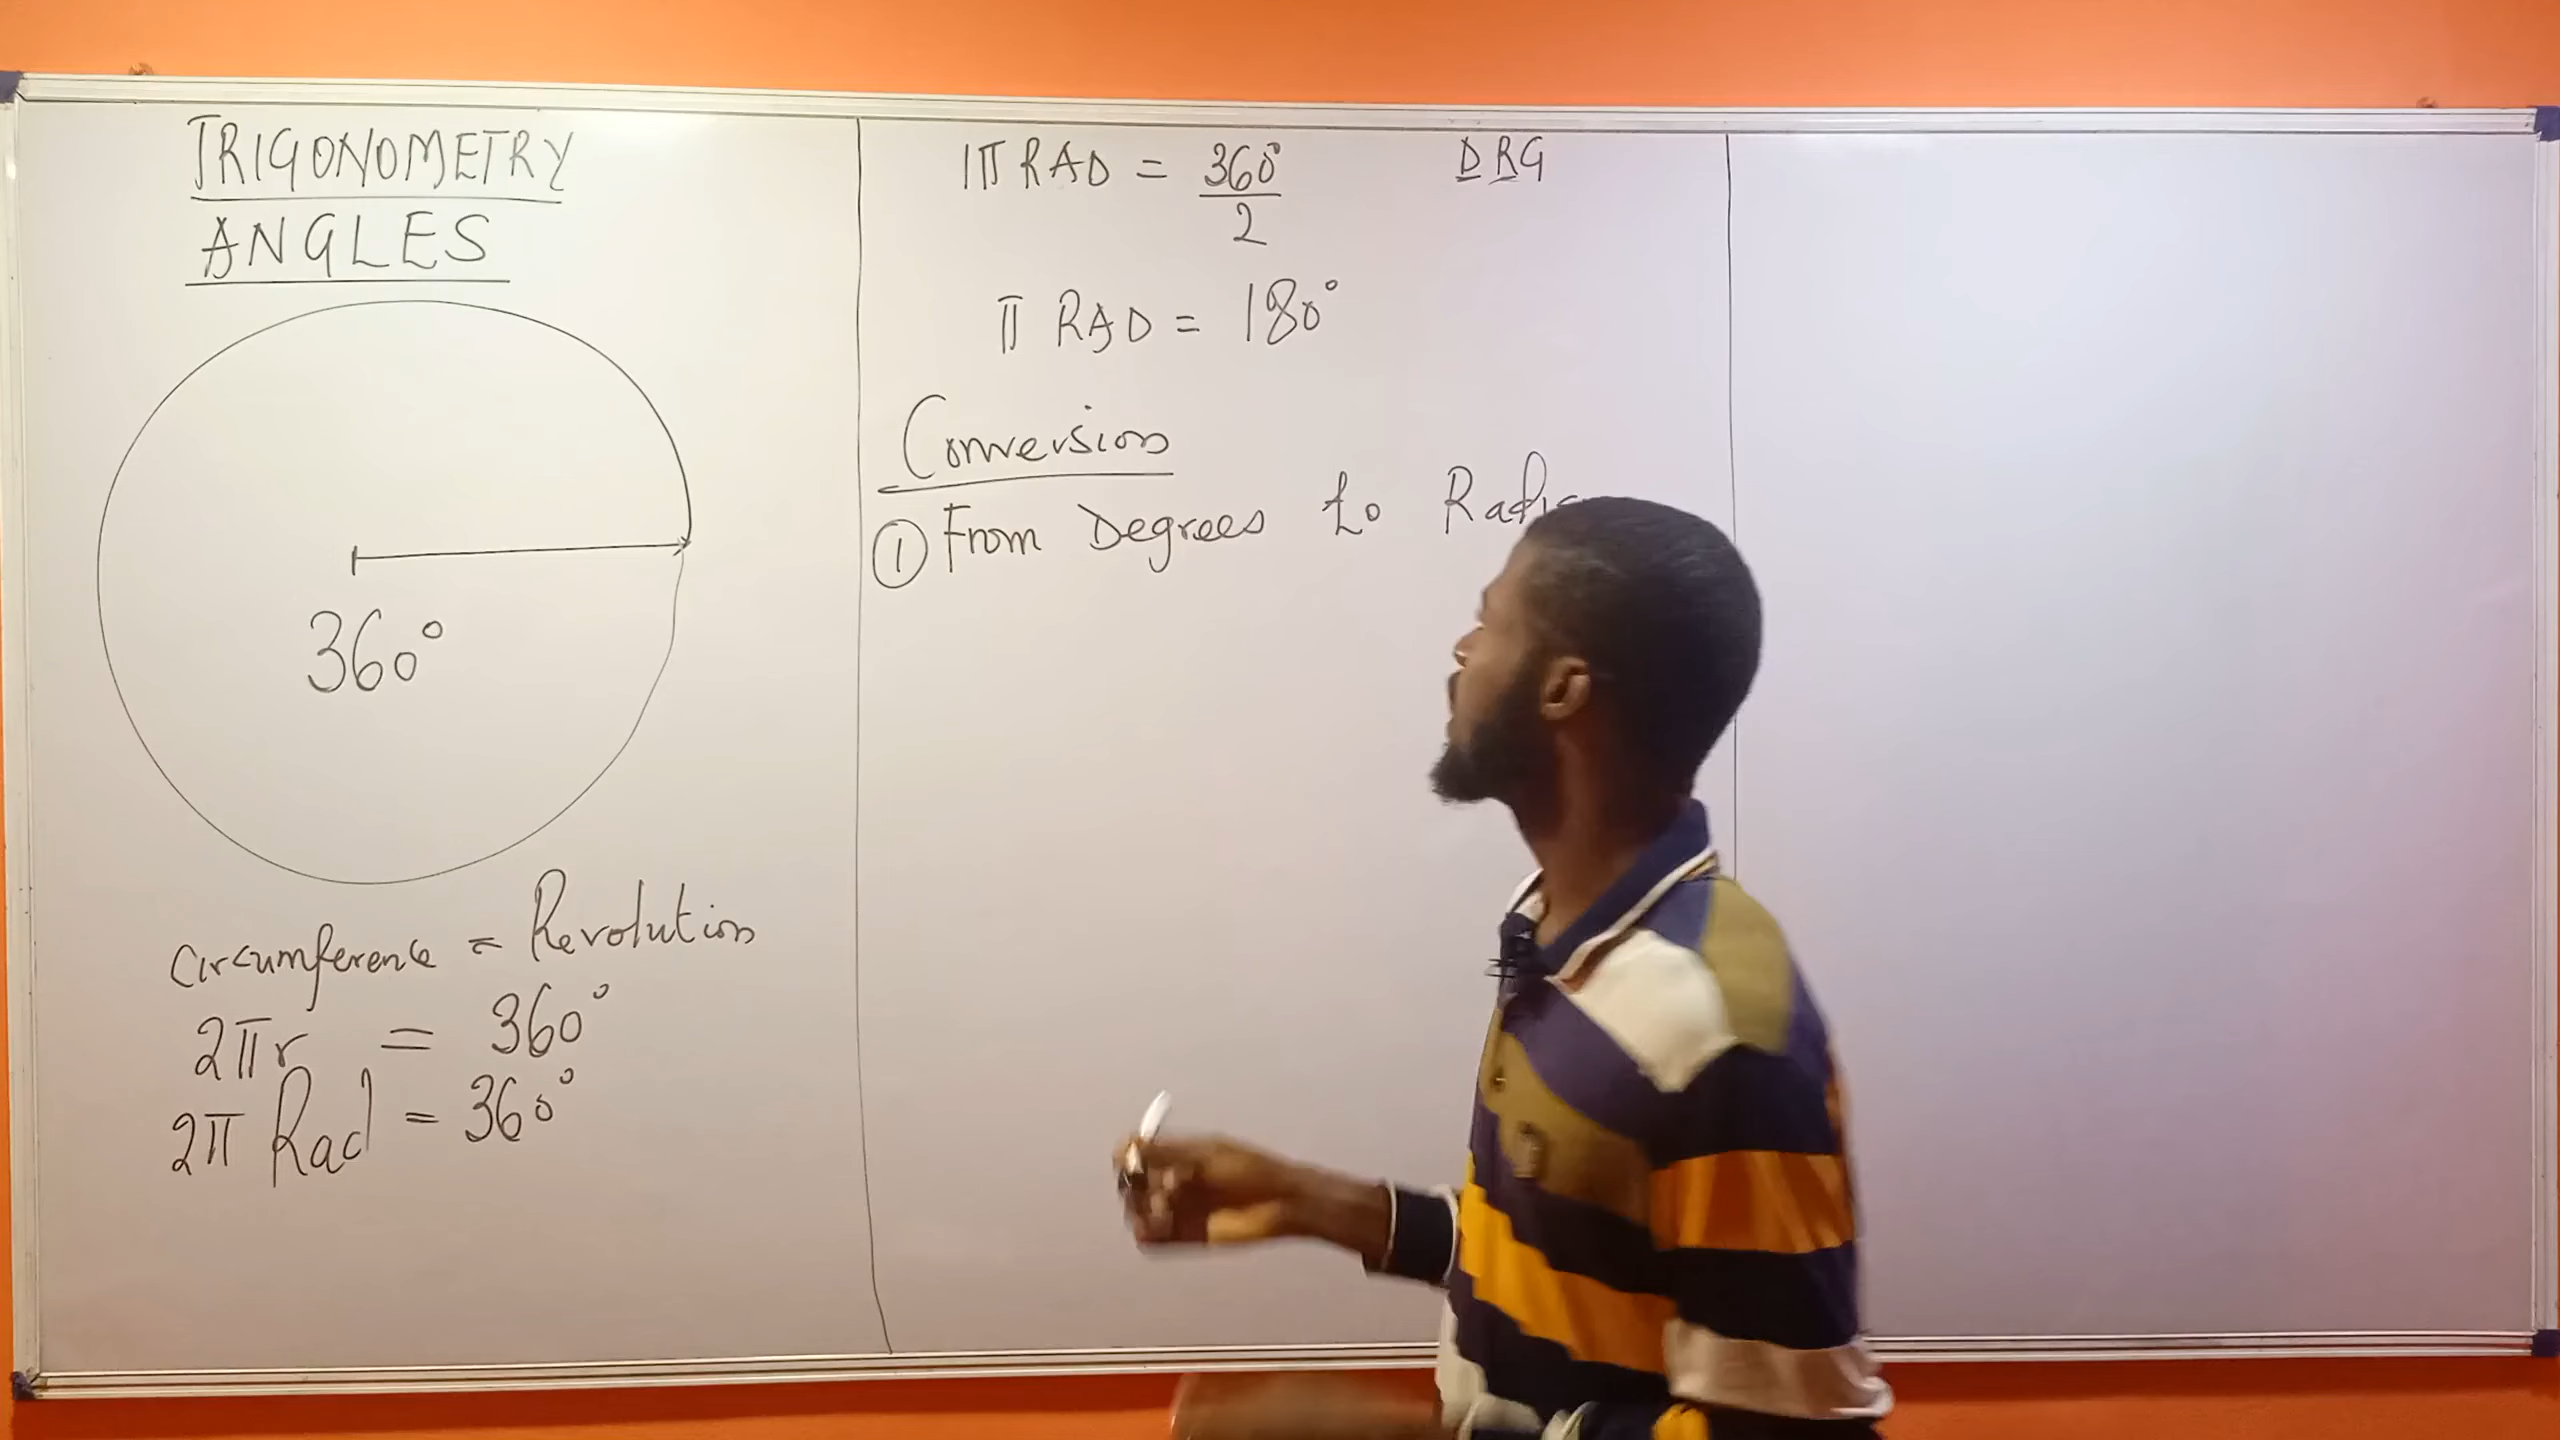 TRIGONOMETRY
ANGLES
360°
Circumference = Revolution
2πr = 360°
2π Rad = 360°
1π RAD = 360°/2
DRG
π RAD = 180°
Conversion
① From Degrees to